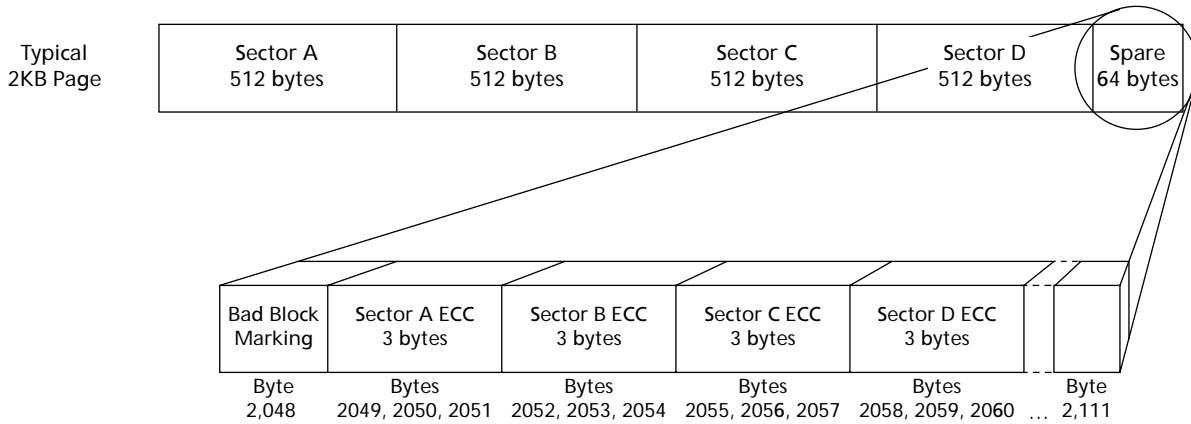 Typical
2KB Page
Sector A
512 bytes
Sector B
512 bytes
Sector C
512 bytes
Sector D
512 bytes
Spare
64 bytes
Bad Block
Marking
Sector A ECC
3 bytes
Sector B ECC
3 bytes
Sector C ECC
3 bytes
Sector D ECC
3 bytes
Byte
2,048
Bytes
2049, 2050, 2051
Bytes
2052, 2053, 2054
Bytes
2055, 2056, 2057
Bytes
2058, 2059, 2060
...
Byte
2,111